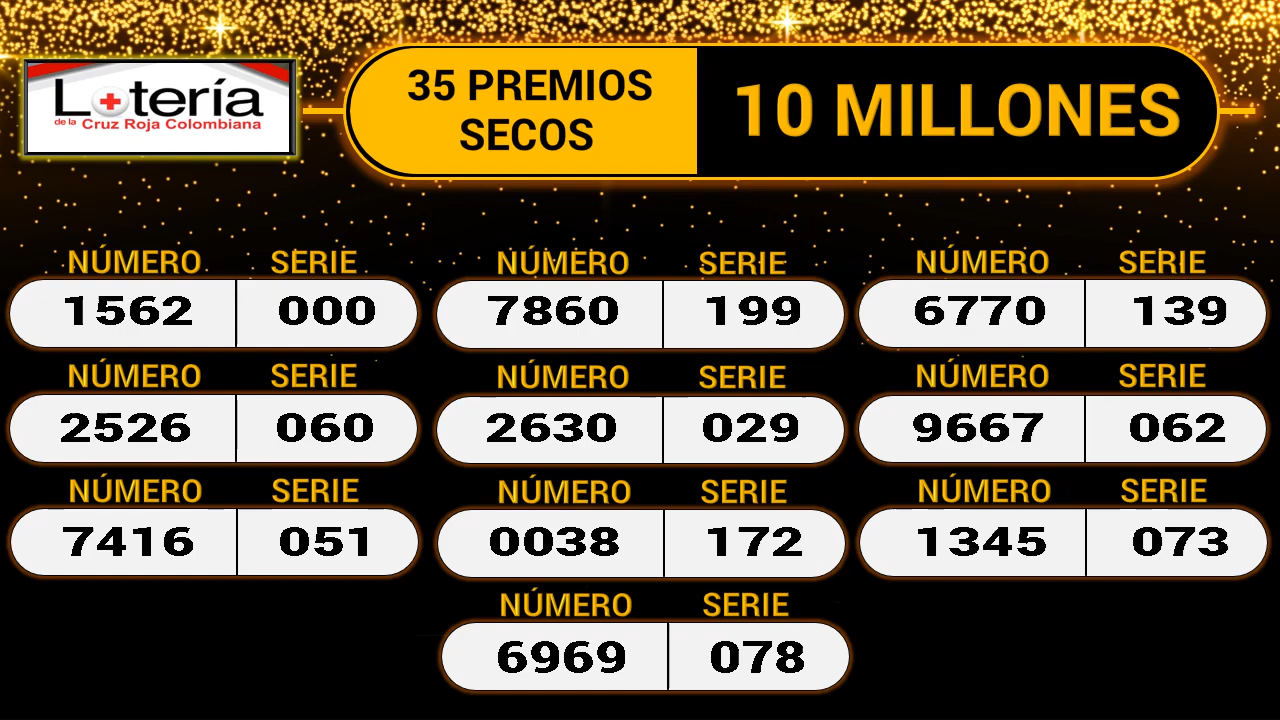 Lotería
de la Cruz Roja Colombiana
35 PREMIOS
SECOS
10 MILLONES
NÚMERO SERIE NÚMERO SERIE NÚMERO SERIE
1562 000 7860 199 6770 139
NÚMERO SERIE NÚMERO SERIE NÚMERO SERIE
2526 060 2630 029 9667 062
NÚMERO SERIE NÚMERO SERIE NÚMERO SERIE
7416 051 0038 172 1345 073
NÚMERO SERIE
6969 078